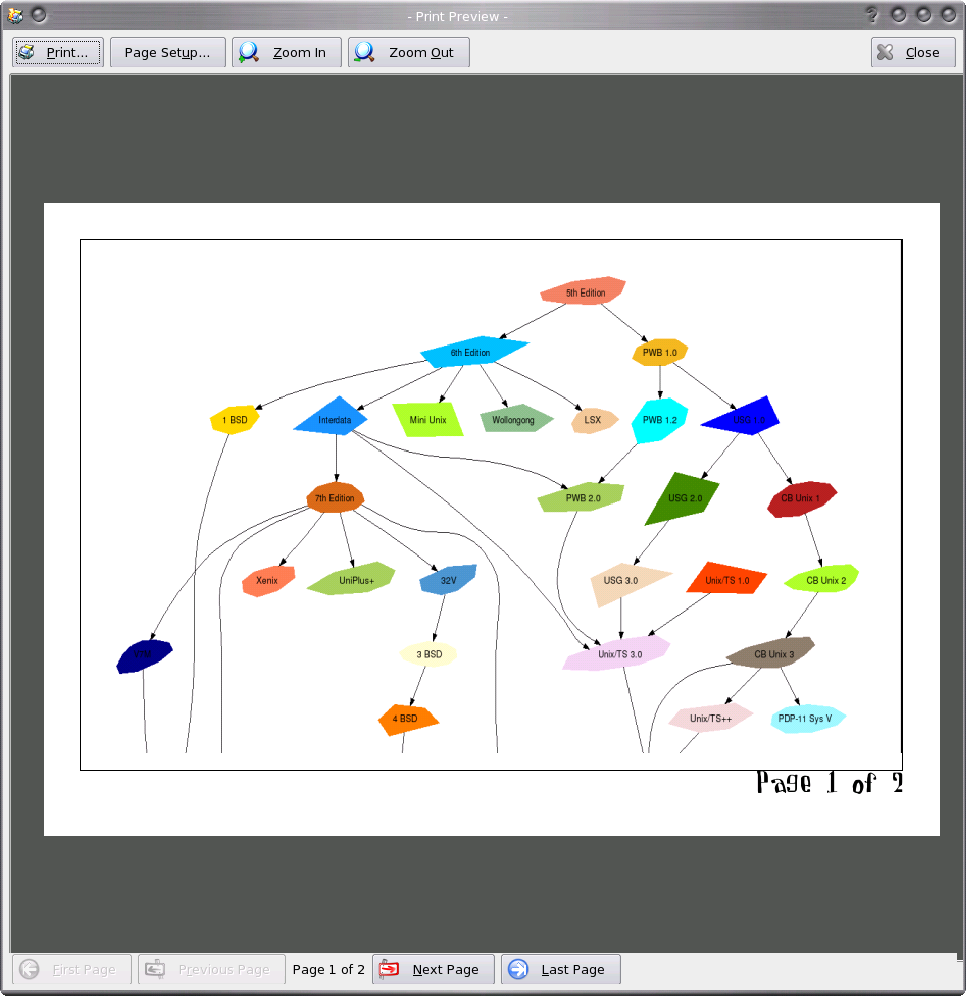 - Print Preview -
Print... Page Setup... Zoom In Zoom Out Close
5th Edition
6th Edition PWB 1.0
1 BSD Interdata Mini Unix Wollongong LSX PWB 1.2 USG 1.0
7th Edition PWB 2.0 USG 2.0 CB Unix 1
Xenix UniPlus+ 32V USG 3.0 Unix/TS 1.0 CB Unix 2
3 BSD Unix/TS 3.0 CB Unix 3
4 BSD Unix/TS++ PDP-11 Sys V
Page 1 of 2
First Page Previous Page Page 1 of 2 Next Page Last Page